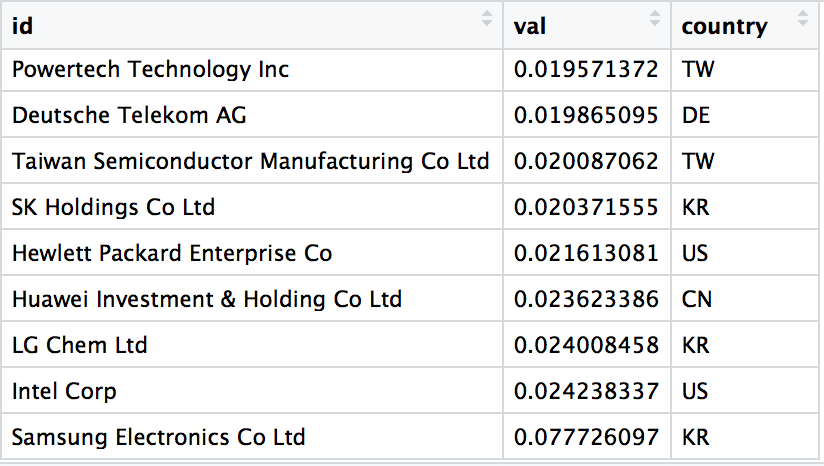 id val country
Powertech Technology Inc 0.019571372 TW
Deutsche Telekom AG 0.019865095 DE
Taiwan Semiconductor Manufacturing Co Ltd 0.020087062 TW
SK Holdings Co Ltd 0.020371555 KR
Hewlett Packard Enterprise Co 0.021613081 US
Huawei Investment & Holding Co Ltd 0.023623386 CN
LG Chem Ltd 0.024008458 KR
Intel Corp 0.024238337 US
Samsung Electronics Co Ltd 0.077726097 KR